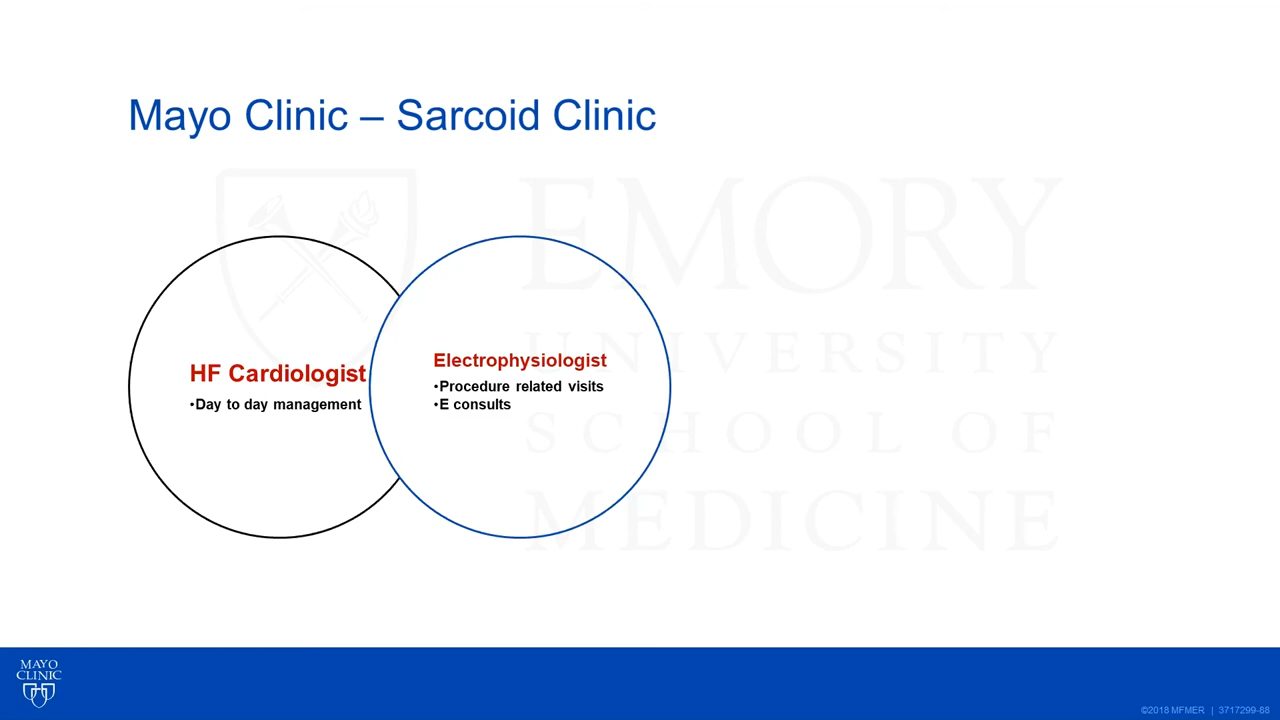 Mayo Clinic – Sarcoid Clinic
EMORY
UNIVERSITY
SCHOOL OF
MEDICINE
HF Cardiologist
•Day to day management
Electrophysiologist
•Procedure related visits
•E consults
MAYO
CLINIC
©2018 MFMER | 3717299-88